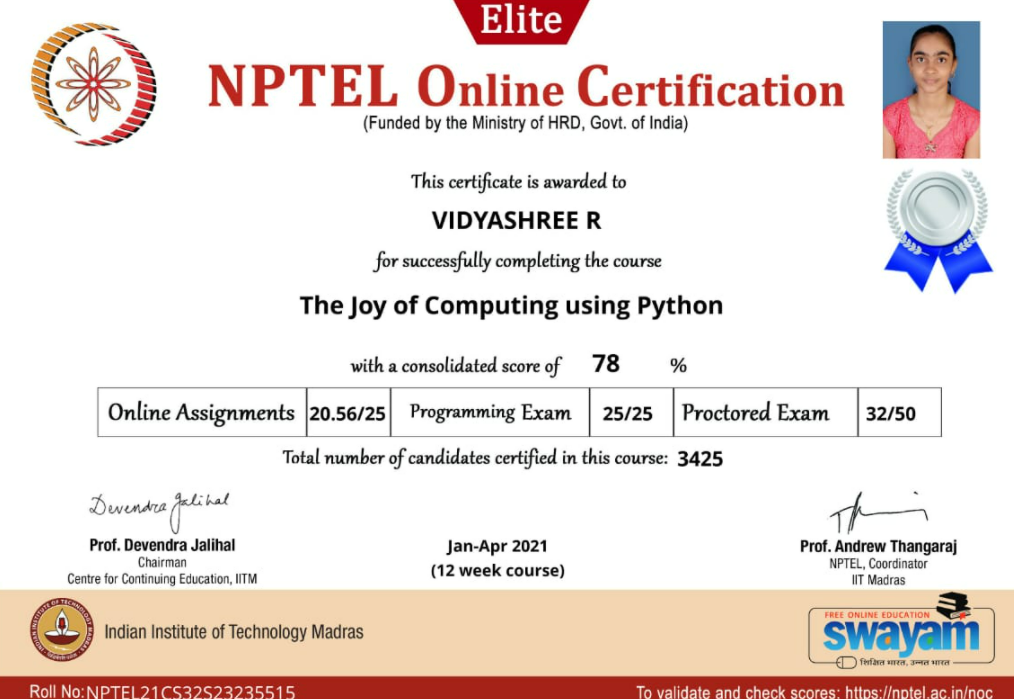 Elite
NPTEL Online Certification
(Funded by the Ministry of HRD, Govt. of India)
This certificate is awarded to
VIDYASHREE R
for successfully completing the course
The Joy of Computing using Python
with a consolidated score of 78 %
Online Assignments 20.56/25 Programming Exam 25/25 Proctored Exam 32/50
Total number of candidates certified in this course: 3425
Devendra Jalihal
Prof. Devendra Jalihal
Chairman
Centre for Continuing Education, IITM
Jan-Apr 2021
(12 week course)
Prof. Andrew Thangaraj
NPTEL, Coordinator
IIT Madras
INDIAN INSTITUTE OF TECHNOLOGY MADRAS
Indian Institute of Technology Madras
FREE ONLINE EDUCATION
swayam
शिक्षित भारत, उन्नत भारत
Roll No: NPTEL21CS32S23235515
To validate and check scores: https://nptel.ac.in/noc